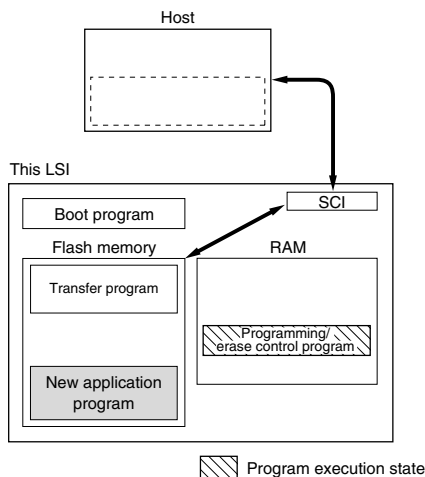 Host
This LSI
SCI
Boot program
Flash memory
RAM
Transfer program
Programming/
erase control program
New application
program
Program execution state